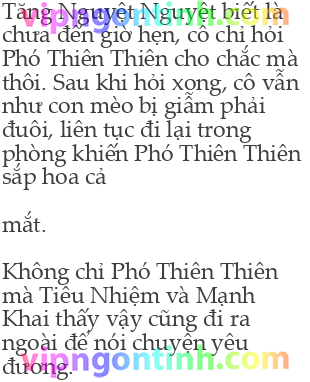 Tăng Nguyệt Nguyệt biết là
chưa đến giờ hẹn, cô chỉ hỏi
Phó Thiên Thiên cho chắc mà
thôi. Sau khi hỏi xong, cô vẫn
như con mèo bị giẫm phải
đuôi, liên tục đi lại trong
phòng khiến Phó Thiên Thiên
sắp hoa cả
mắt.
Không chỉ Phó Thiên Thiên
mà Tiêu Nhiệm và Mạnh
Khai thấy vậy cũng đi ra
ngoài để nói chuyện yêu
đương.
vipngontinh.com
vipngontinh.com